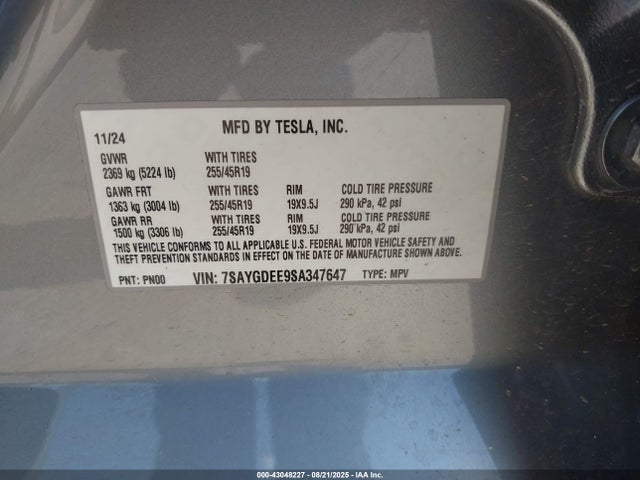 11/24 MFD BY TESLA, INC.
GVWR WITH TIRES
2369 kg (5224 lb) 255/45R19
GAWR FRT WITH TIRES RIM COLD TIRE PRESSURE
1363 kg (3004 lb) 255/45R19 19X9.5J 290 kPa, 42 psi
GAWR RR WITH TIRES RIM COLD TIRE PRESSURE
1500 kg (3306 lb) 255/45R19 19X9.5J 290 kPa, 42 psi
THIS VEHICLE CONFORMS TO ALL APPLICABLE U.S. FEDERAL MOTOR VEHICLE SAFETY AND
THEFT PREVENTION STANDARDS IN EFFECT ON THE DATE OF MANUFACTURE SHOWN ABOVE.
PNT: PN00 VIN: 7SAYGDEE9SA347647 TYPE: MPV
000-43048227 - 08/21/2025 - IAA Inc.